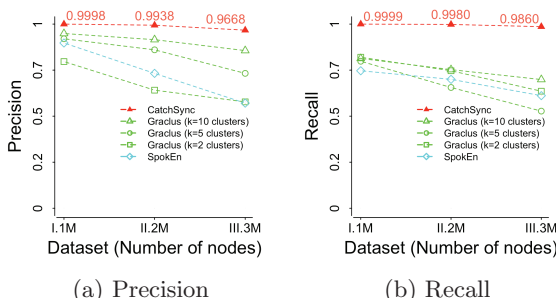 0.9998 0.9938 0.9668
1
0.7
0.5
0.2
0
Precision
CatchSync
Graclus (k=10 clusters)
Graclus (k=5 clusters)
Graclus (k=2 clusters)
SpokEn
I.1M II.2M III.3M
Dataset (Number of nodes)
(a) Precision
0.9999 0.9980 0.9860
1
0.7
0.5
0.2
0
Recall
CatchSync
Graclus (k=10 clusters)
Graclus (k=5 clusters)
Graclus (k=2 clusters)
SpokEn
I.1M II.2M III.3M
Dataset (Number of nodes)
(b) Recall